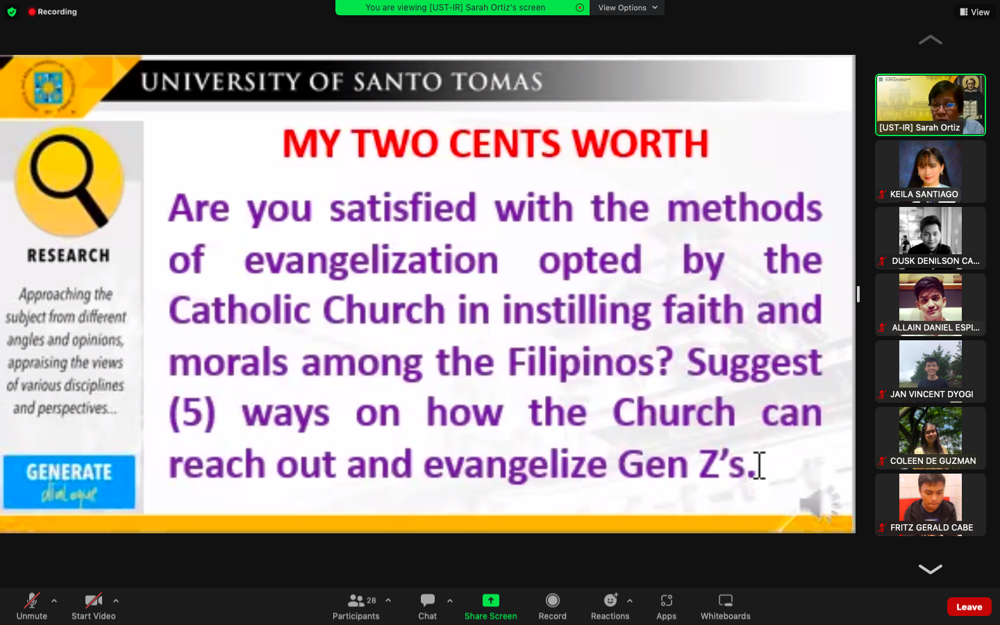 Recording
You are viewing [UST-IR] Sarah Ortiz's screen
View Options
View
UNIVERSITY OF SANTO TOMAS
RESEARCH
Approaching the
subject from different
angles and opinions,
appraising the views
of various disciplines
and perspectives...
GENERATE
dialogue
MY TWO CENTS WORTH
Are you satisfied with the methods
of evangelization opted by the
Catholic Church in instilling faith and
morals among the Filipinos? Suggest
(5) ways on how the Church can
reach out and evangelize Gen Z's.
[UST-IR] Sarah Ortiz
KEILA SANTIAGO
DUSK DENILSON CA...
ALLAIN DANIEL ESPI...
JAN VINCENT DYOGI
COLEEN DE GUZMAN
FRITZ GERALD CABE
Unmute
Start Video
28
Participants
Chat
Share Screen
Record
Reactions
Apps
Whiteboards
Leave